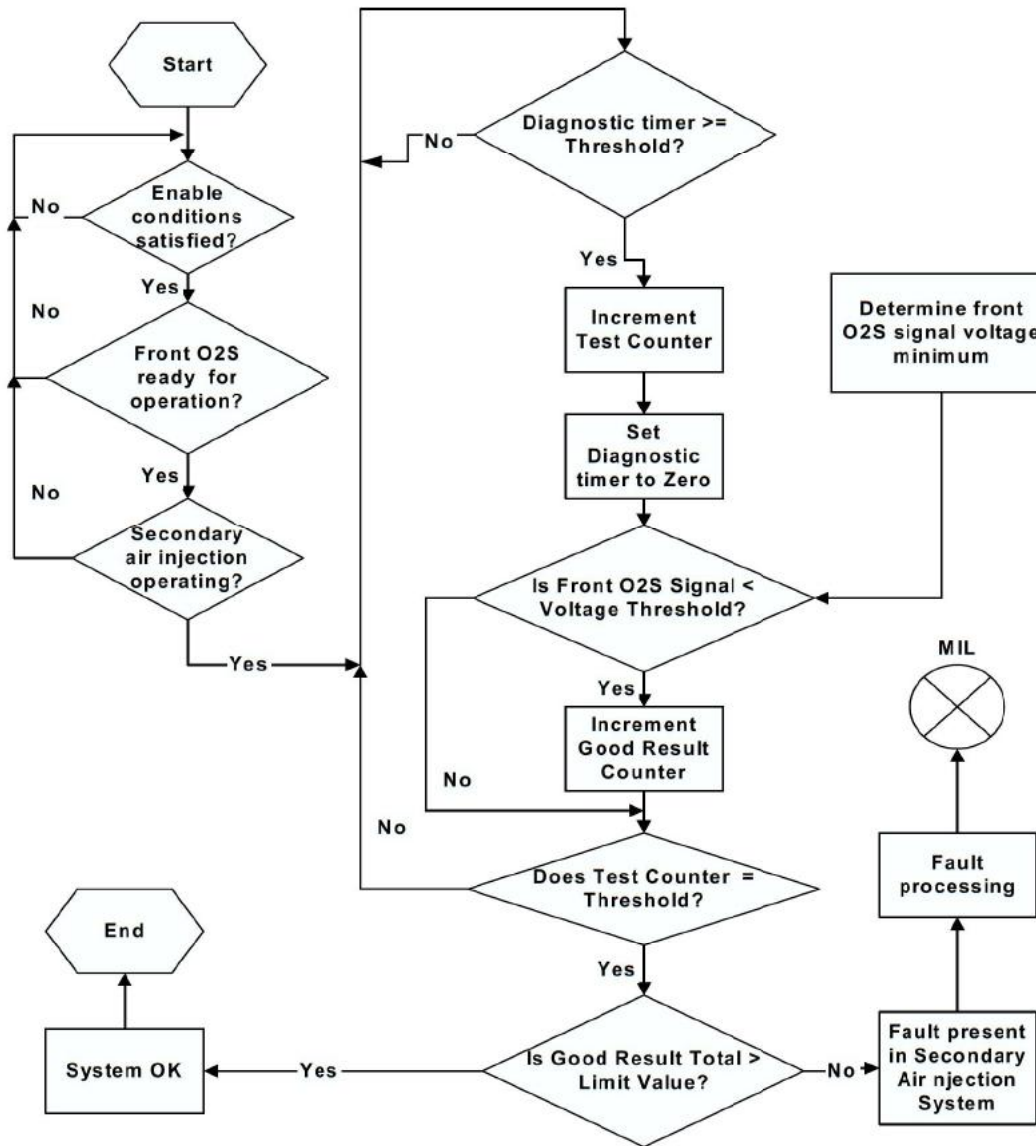 Start
Enable
conditions
satisfied?
No
Yes
No
Front O2S
ready for
operation?
Yes
No
Secondary
air injection
operating?
Yes
Diagnostic timer >=
Threshold?
No
Yes
Increment
Test Counter
Set
Diagnostic
timer to Zero
Determine front
O2S signal voltage
minimum
Is Front O2S Signal <
Voltage Threshold?
Yes
No
Increment
Good Result
Counter
No
Does Test Counter =
Threshold?
Yes
Is Good Result Total >
Limit Value?
Yes
System OK
End
No
Fault present
in Secondary
Air njection
System
Fault
processing
MIL